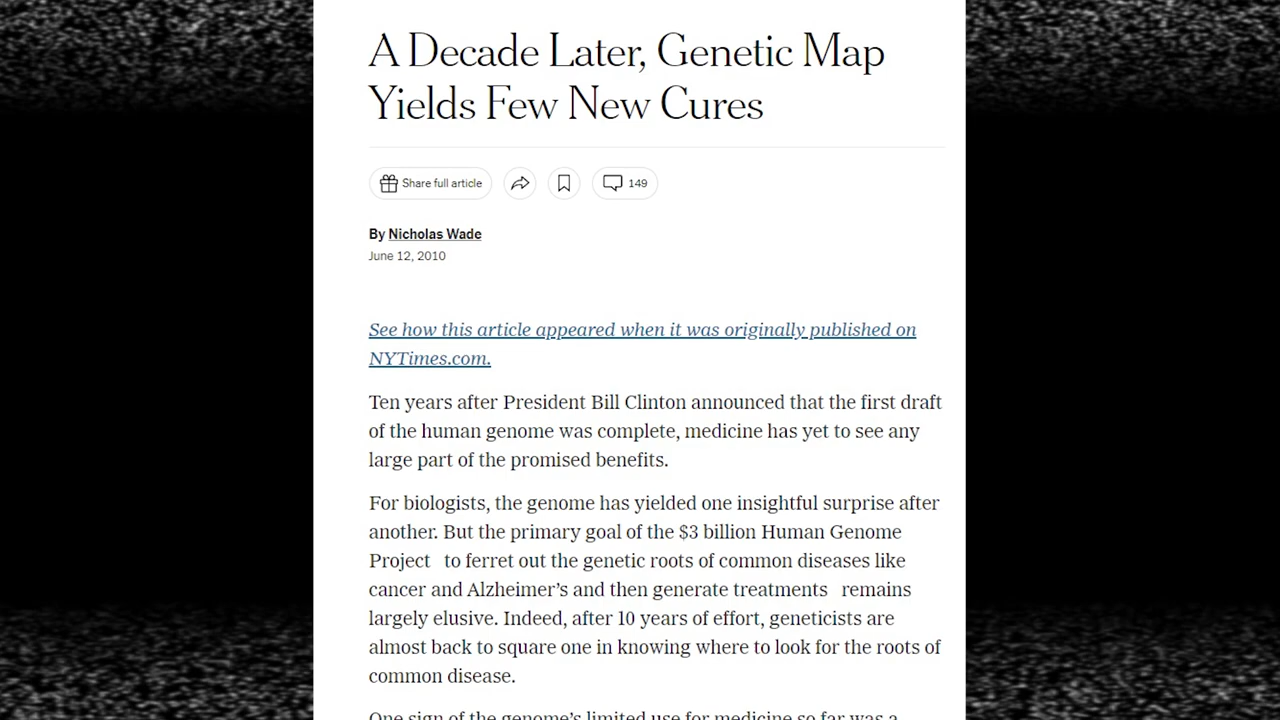 A Decade Later, Genetic Map
Yields Few New Cures
Share full article
149
By Nicholas Wade
June 12, 2010
See how this article appeared when it was originally published on
NYTimes.com.
Ten years after President Bill Clinton announced that the first draft
of the human genome was complete, medicine has yet to see any
large part of the promised benefits.
For biologists, the genome has yielded one insightful surprise after
another. But the primary goal of the $3 billion Human Genome
Project to ferret out the genetic roots of common diseases like
cancer and Alzheimer’s and then generate treatments remains
largely elusive. Indeed, after 10 years of effort, geneticists are
almost back to square one in knowing where to look for the roots of
common disease.
One sign of the genome’s limited use for medicine so far was a